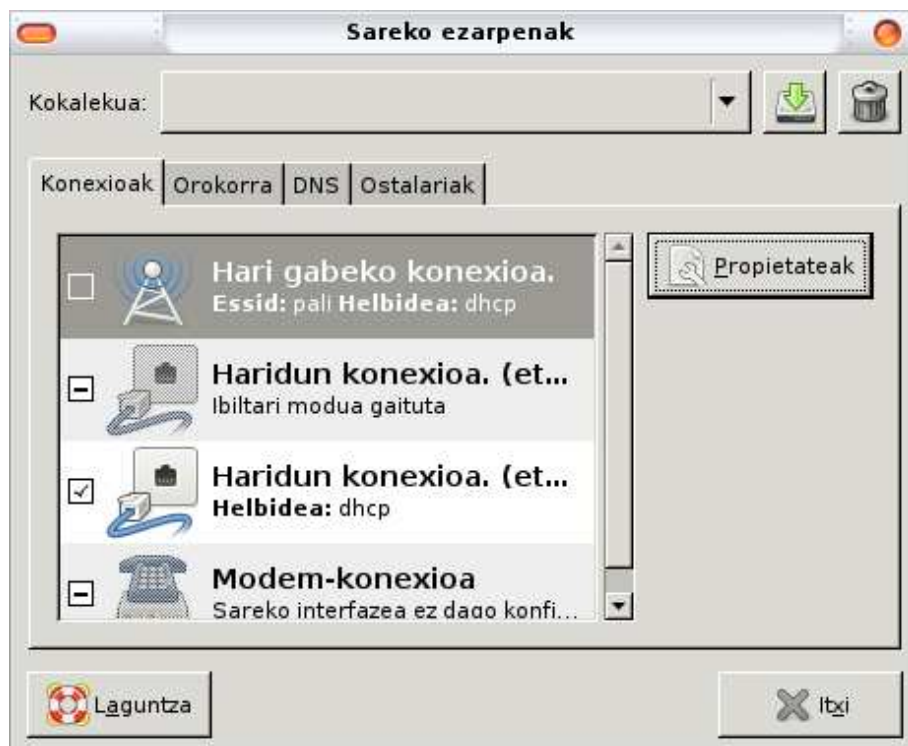 Sareko ezarpenak
Kokalekua:
Konexioak Orokorra DNS Ostalariak
Hari gabeko konexioa.
Essid: pali Helbidea: dhcp
Propietateak
Haridun konexioa. (et...
Ibiltari modua gaituta
Haridun konexioa. (et...
Helbidea: dhcp
Modem-konexioa
Sareko interfazea ez dago konfi...
Laguntza
Itxi